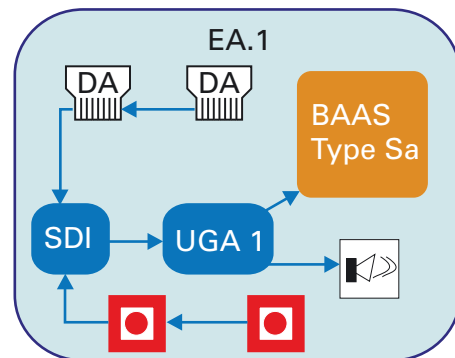 EA.1
DA
DA
BAAS
Type Sa
SDI
UGA 1